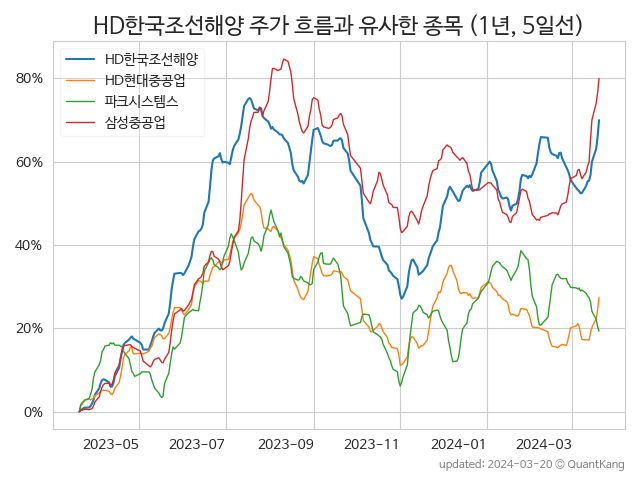 HD한국조선해양 주가 흐름과 유사한 종목 (1년, 5일선)
HD한국조선해양
HD현대중공업
파크시스템스
삼성중공업
80%
60%
40%
20%
0%
2023-05 2023-07 2023-09 2023-11 2024-01 2024-03
updated: 2024-03-20 © QuantKang